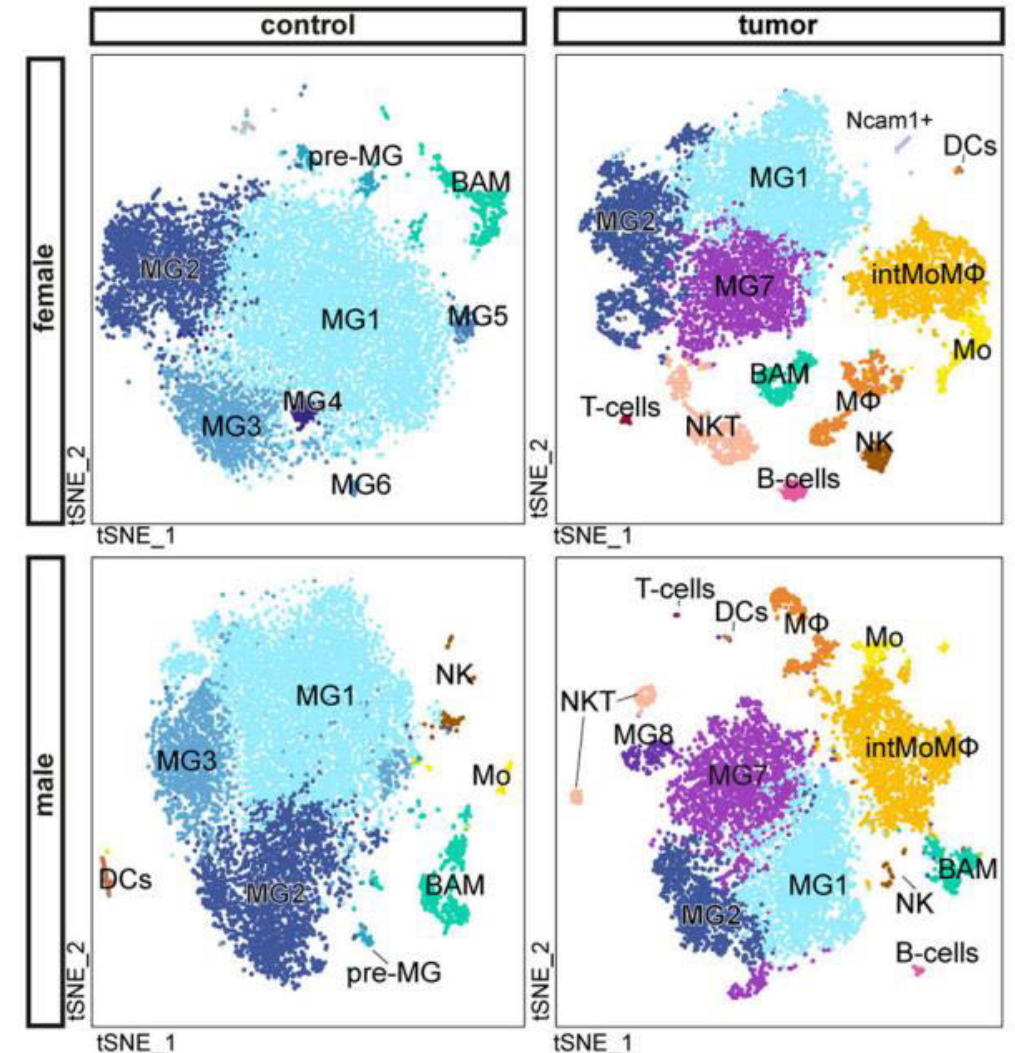 control
tumor
female
pre-MG
BAM
MG2
MG1
MG5
MG4
MG3
MG6
tSNE_2
tSNE_1
Ncam1+
DCs
MG1
MG2
MG7
intMoMΦ
Mo
BAM
MΦ
T-cells
NKT
NK
B-cells
tSNE_2
tSNE_1
male
NK
MG1
MG3
Mo
DCs
MG2
BAM
pre-MG
tSNE_2
tSNE_1
T-cells
DCs
MΦ
Mo
NKT
MG8
intMoMΦ
MG7
BAM
MG1
NK
MG2
B-cells
tSNE_2
tSNE_1